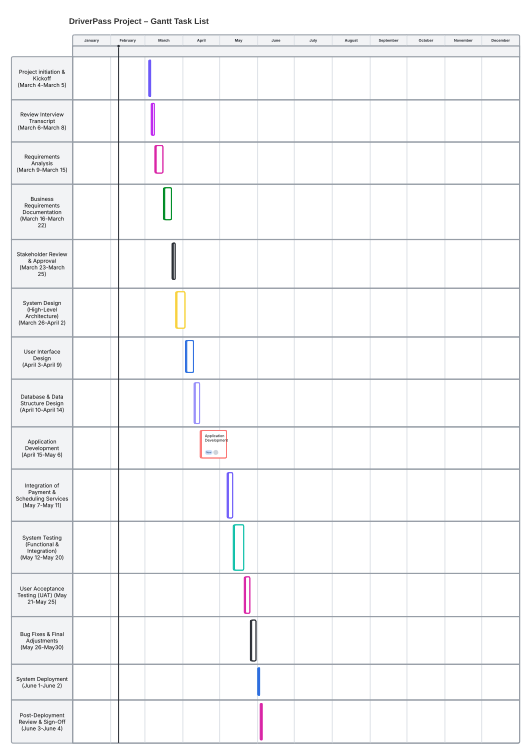 DriverPass Project – Gantt Task List
January February March April May June July August September October November December
Project Initiation &
Kickoff
(March 4-March 5)
Review Interview
Transcript
(March 6-March 8)
Requirements
Analysis
(March 9-March 15)
Business
Requirements
Documentation
(March 16-March
22)
Stakeholder Review
& Approval
(March 23-March
25)
System Design
(High-Level
Architecture)
(March 26-April 2)
User Interface
Design
(April 3-April 9)
Database & Data
Structure Design
(April 10-April 14)
Application
Development
(April 15-May 6)
Application
Development
Integration of
Payment &
Scheduling Services
(May 7-May 11)
System Testing
(Functional &
Integration)
(May 12-May 20)
User Acceptance
Testing (UAT) (May
21-May 25)
Bug Fixes & Final
Adjustments
(May 26-May30)
System Deployment
(June 1-June 2)
Post-Deployment
Review & Sign-Off
(June 3-June 4)